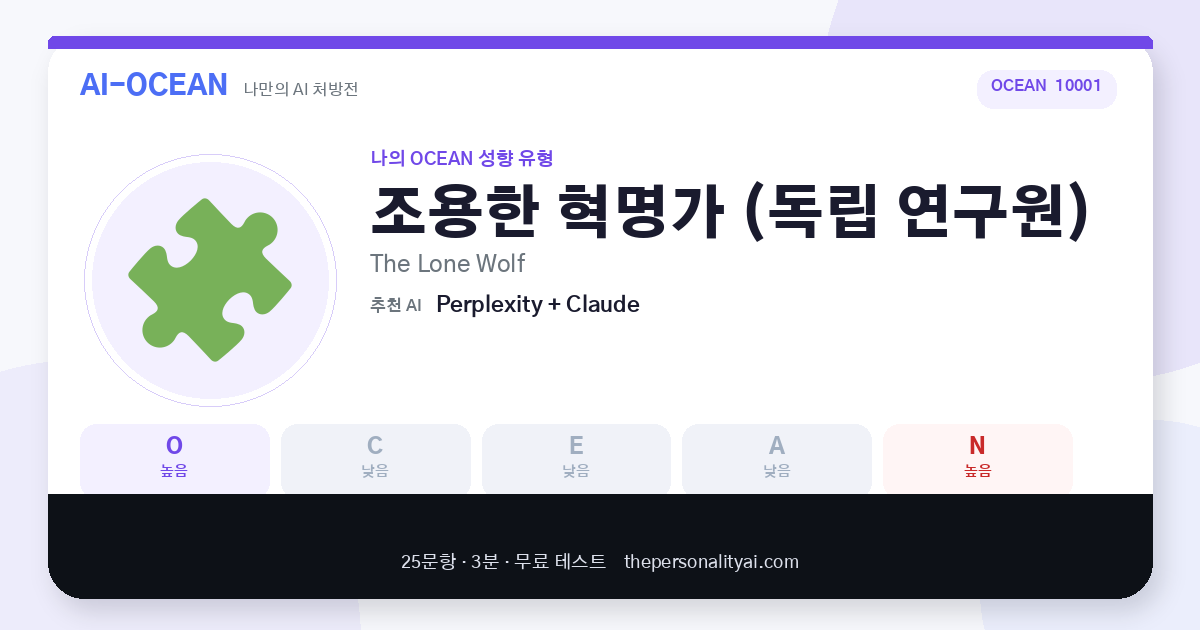 AI-OCEAN 나만의 AI 처방전
OCEAN 10001
나의 OCEAN 성향 유형
조용한 혁명가 (독립 연구원)
The Lone Wolf
추천 AI Perplexity + Claude
O C E A N
높음 낮음 낮음 낮음 높음
25문항 · 3분 · 무료 테스트 thepersonalityai.com